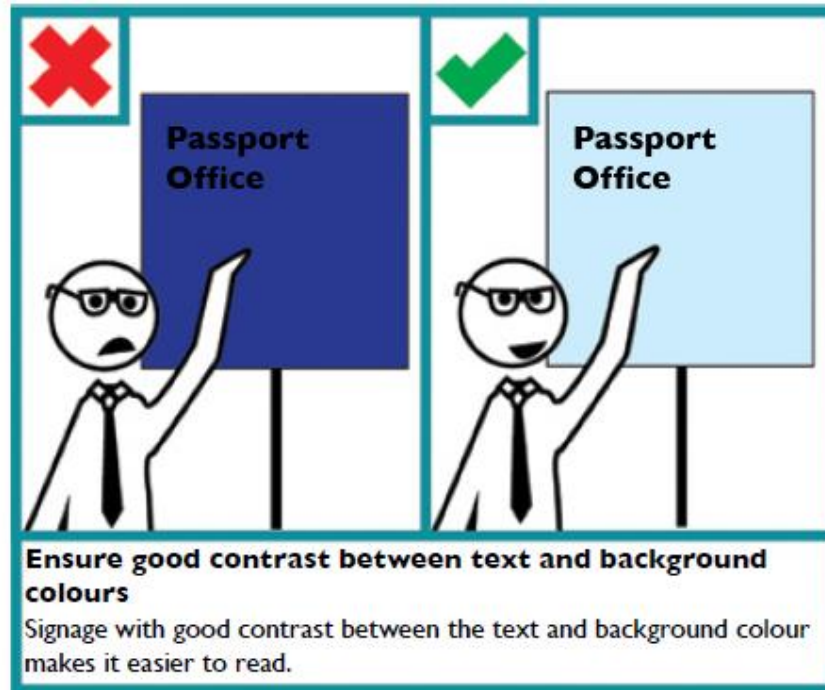 Passport
Office
Passport
Office
Ensure good contrast between text and background
colours
Signage with good contrast between the text and background colour
makes it easier to read.